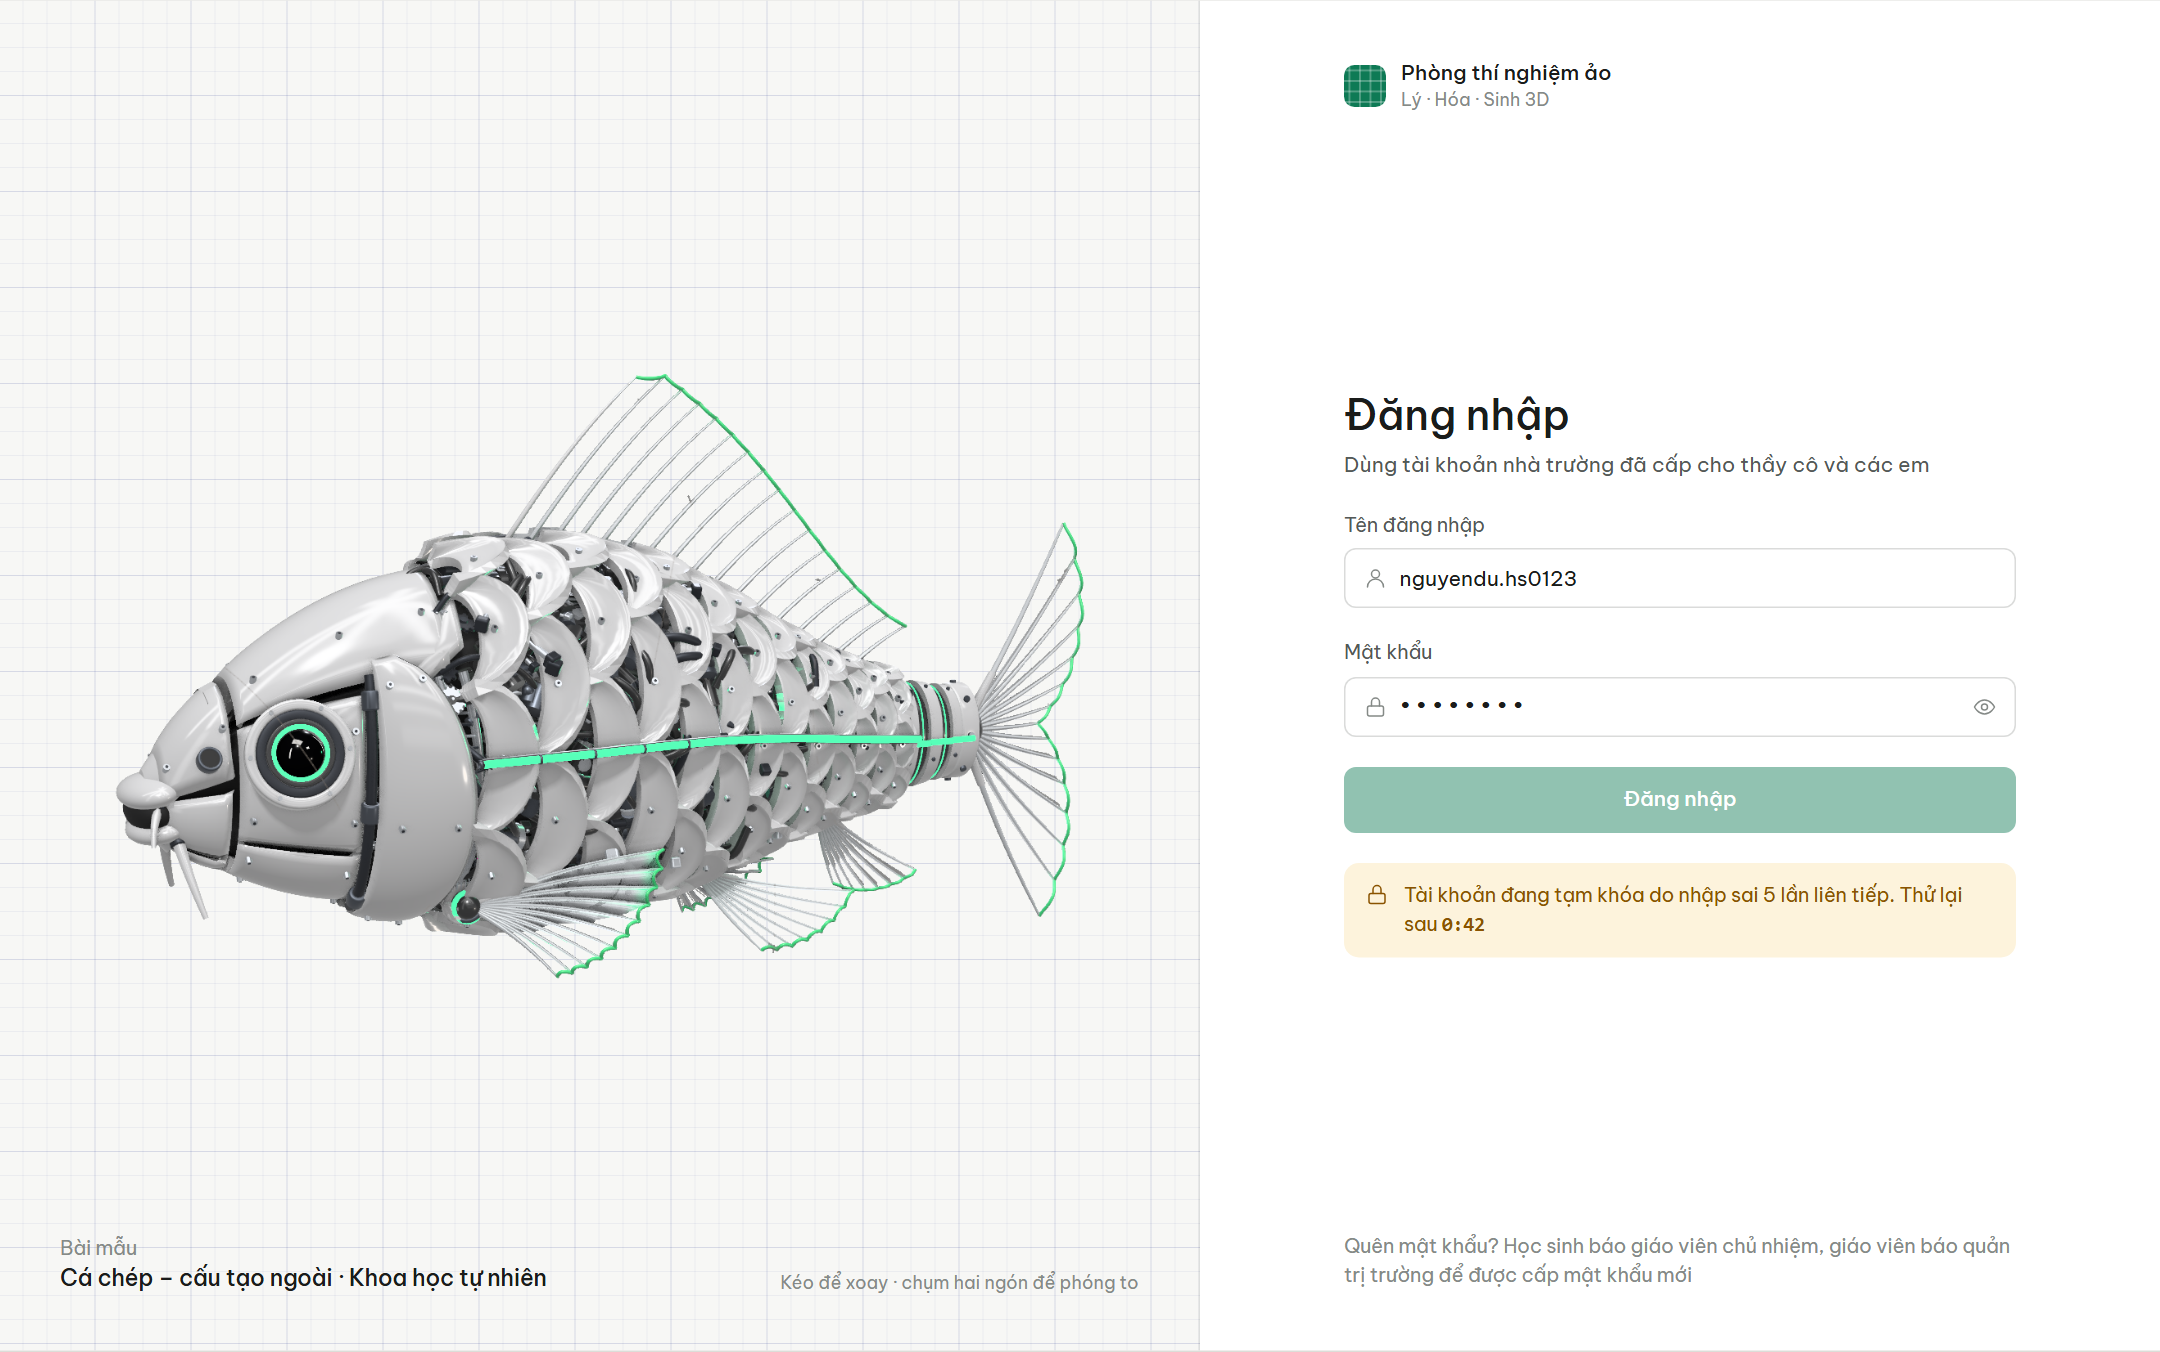 Phòng thí nghiệm ảo
Lý · Hóa · Sinh 3D
Đăng nhập
Dùng tài khoản nhà trường đã cấp cho thầy cô và các em
Tên đăng nhập
nguyendu.hs0123
Mật khẩu
••••••••
Đăng nhập
Tài khoản đang tạm khóa do nhập sai 5 lần liên tiếp. Thử lại
sau 0:42
Quên mật khẩu? Học sinh báo giáo viên chủ nhiệm, giáo viên báo quản
trị trường để được cấp mật khẩu mới
Bài mẫu
Cá chép – cấu tạo ngoài · Khoa học tự nhiên
Kéo để xoay · chụm hai ngón để phóng to